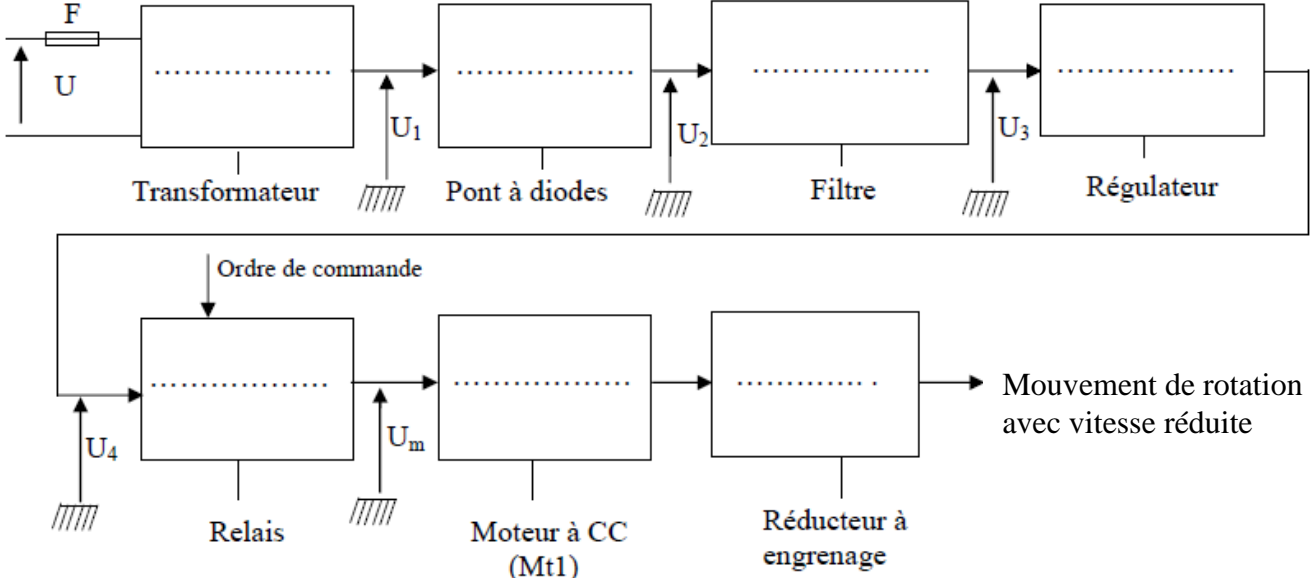 F
U
..................
..................
..................
..................
U1
U2
U3
Transformateur
Pont à diodes
Filtre
Régulateur
Ordre de commande
..................
..................
............. .
Mouvement de rotation
avec vitesse réduite
U4
Um
Relais
Moteur à CC
(Mt1)
Réducteur à
engrenage